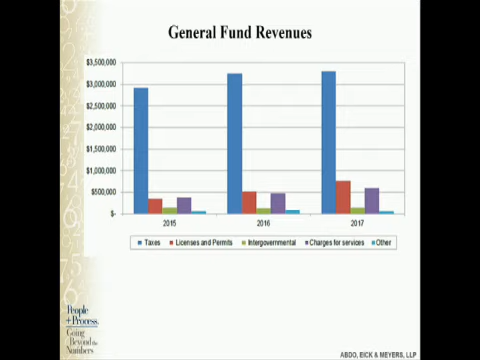 General Fund Revenues
$3,500,000
$3,000,000
$2,500,000
$2,000,000
$1,500,000
$1,000,000
$500,000
$-
2015 2016 2017
Taxes Licenses and Permits Intergovernmental Charges for services Other
People
+Process
Going
Beyond the
Numbers
ABDO, EICK & MEYERS, LLP